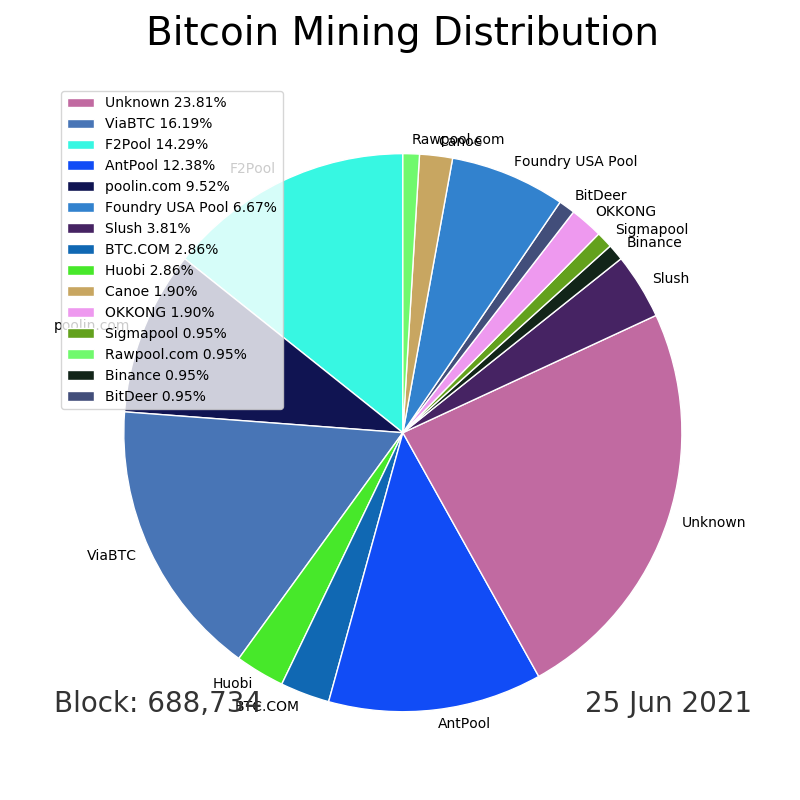 Bitcoin Mining Distribution
Unknown 23.81%
ViaBTC 16.19%
F2Pool 14.29%
AntPool 12.38%
poolin.com 9.52%
Foundry USA Pool 6.67%
Slush 3.81%
BTC.COM 2.86%
Huobi 2.86%
Canoe 1.90%
OKKONG 1.90%
Sigmapool 0.95%
Rawpool.com 0.95%
Binance 0.95%
BitDeer 0.95%
Rawpool.com
Canoe
Foundry USA Pool
BitDeer
OKKONG
Sigmapool
Binance
Slush
F2Pool
poolin.com
Unknown
ViaBTC
Huobi
BTC.COM
AntPool
Block: 688,734
25 Jun 2021